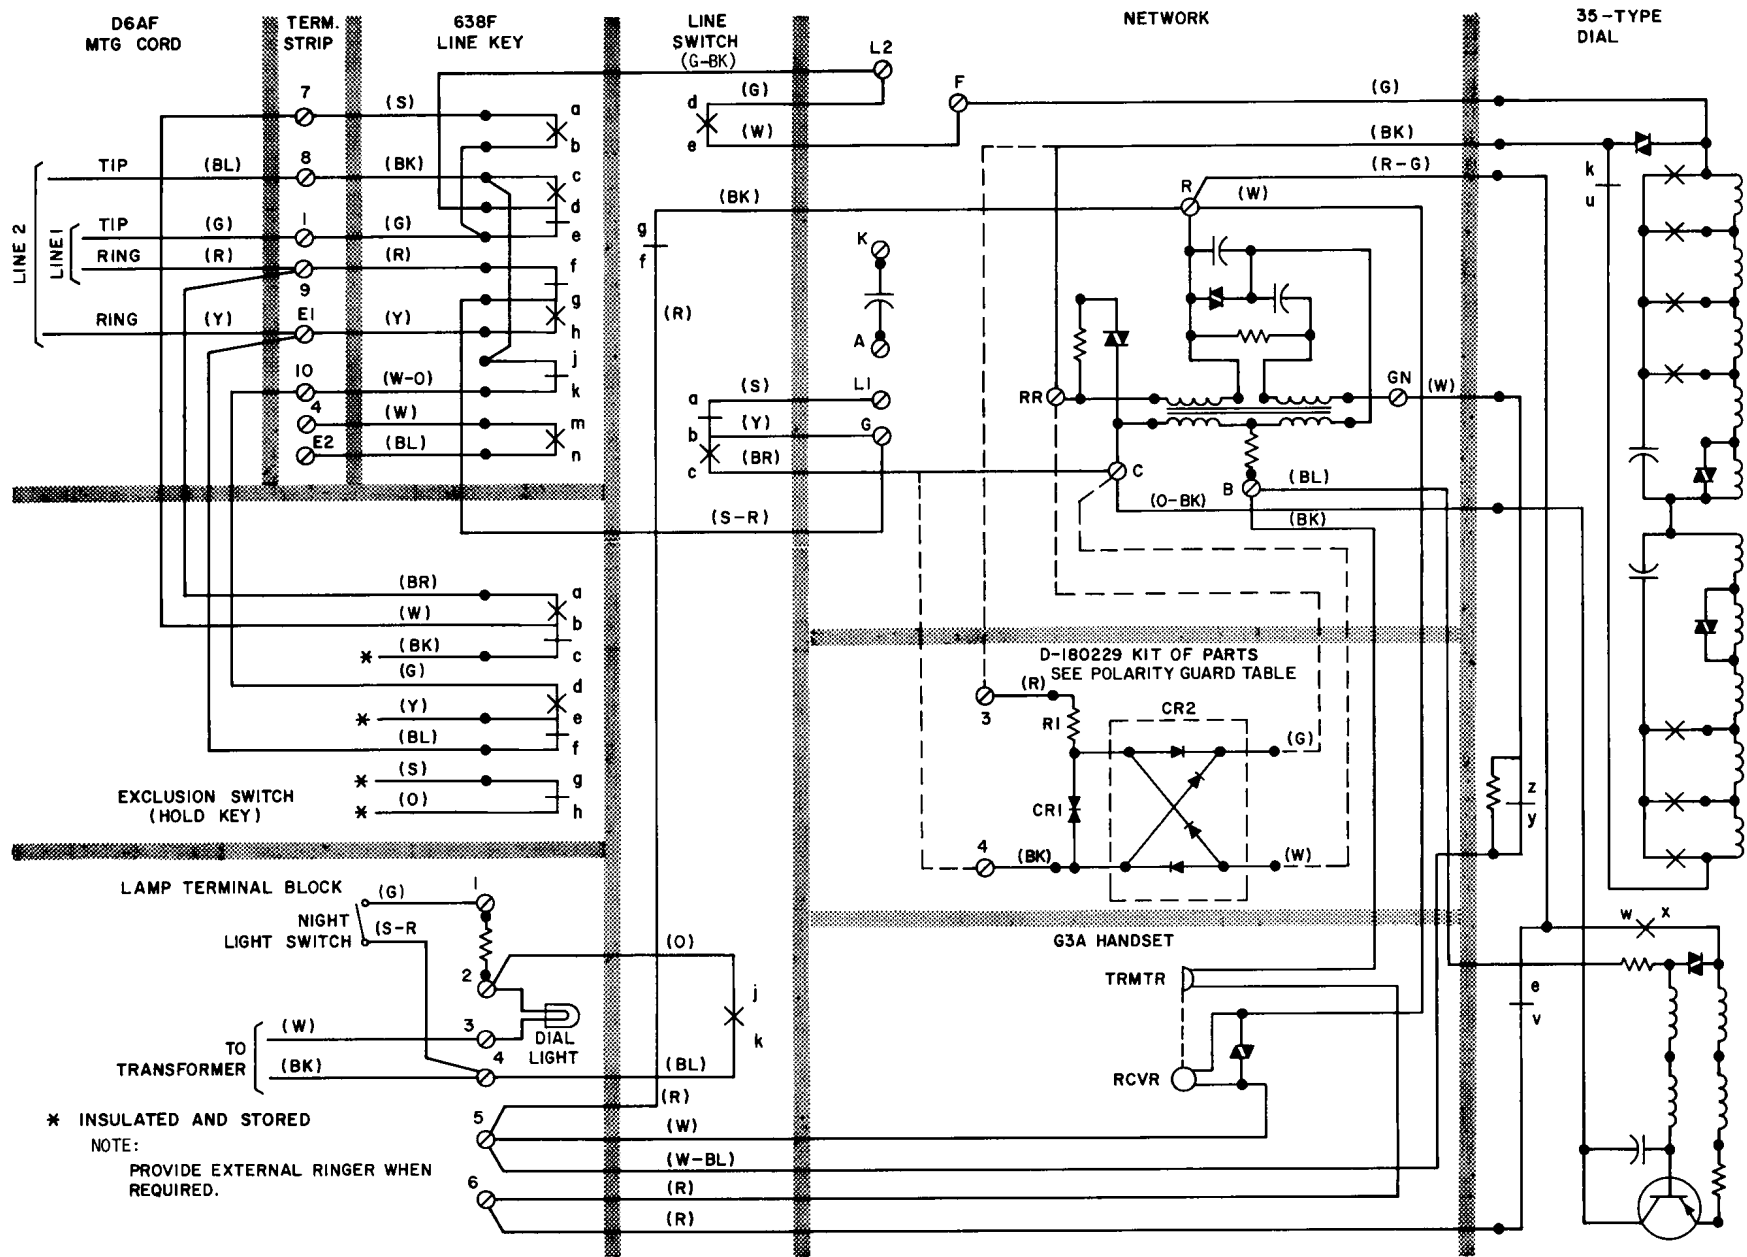 D6AF
MTG CORD
TERM.
STRIP
638F
LINE KEY
LINE
SWITCH
(G-BK)
NETWORK
35-TYPE
DIAL
L2
F
7
(S)
a
b
d
(G)
e
(W)
(G)
(BK)
(R-G)
LINE 2
LINE 1
TIP
(BL)
8
(BK)
c
d
k
u
TIP
(G)
1
(G)
e
RING
(R)
9
(R)
f
g
RING
(Y)
E1
(Y)
h
j
10
(W-O)
k
4
(W)
m
E2
(BL)
n
g
f
(BK)
R
(W)
(R)
K
A
a
(S)
L1
b
(Y)
G
c
(BR)
RR
GN
(W)
C
B
(BL)
(O-BK)
(BK)
(S-R)
(BR)
a
(W)
b
* (BK)
c
(G)
d
* (Y)
e
(BL)
f
* (S)
g
* (O)
h
EXCLUSION SWITCH
(HOLD KEY)
D-180229 KIT OF PARTS
SEE POLARITY GUARD TABLE
3
(R)
R1
CR2
(G)
CR1
4
(BK)
(W)
z
y
LAMP TERMINAL BLOCK
1
(G)
NIGHT
LIGHT SWITCH
(S-R
2
(O)
j
k
3
DIAL
LIGHT
4
(BL)
TO
TRANSFORMER
(W)
(BK)
G3A HANDSET
TRMTR
RCVR
w
x
e
v
* INSULATED AND STORED
NOTE:
PROVIDE EXTERNAL RINGER WHEN
REQUIRED.
5
(R)
(W)
(W-BL)
6
(R)
(R)